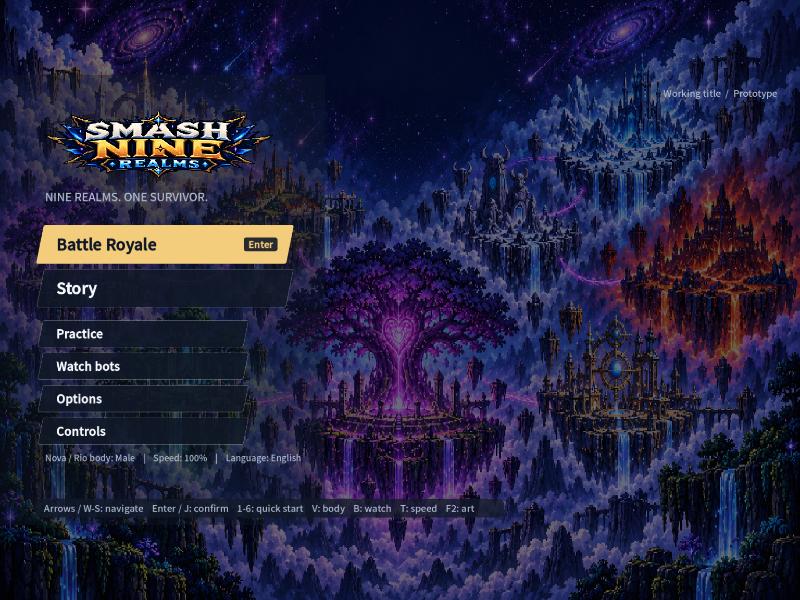 Working title / Prototype
SMASH
NINE
REALMS
NINE REALMS. ONE SURVIVOR.
Battle Royale Enter
Story
Practice
Watch bots
Options
Controls
Nova / Rio body: Male | Speed: 100% | Language: English
Arrows / W-S: navigate Enter / J: confirm 1-6: quick start V: body B: watch T: speed F2: art